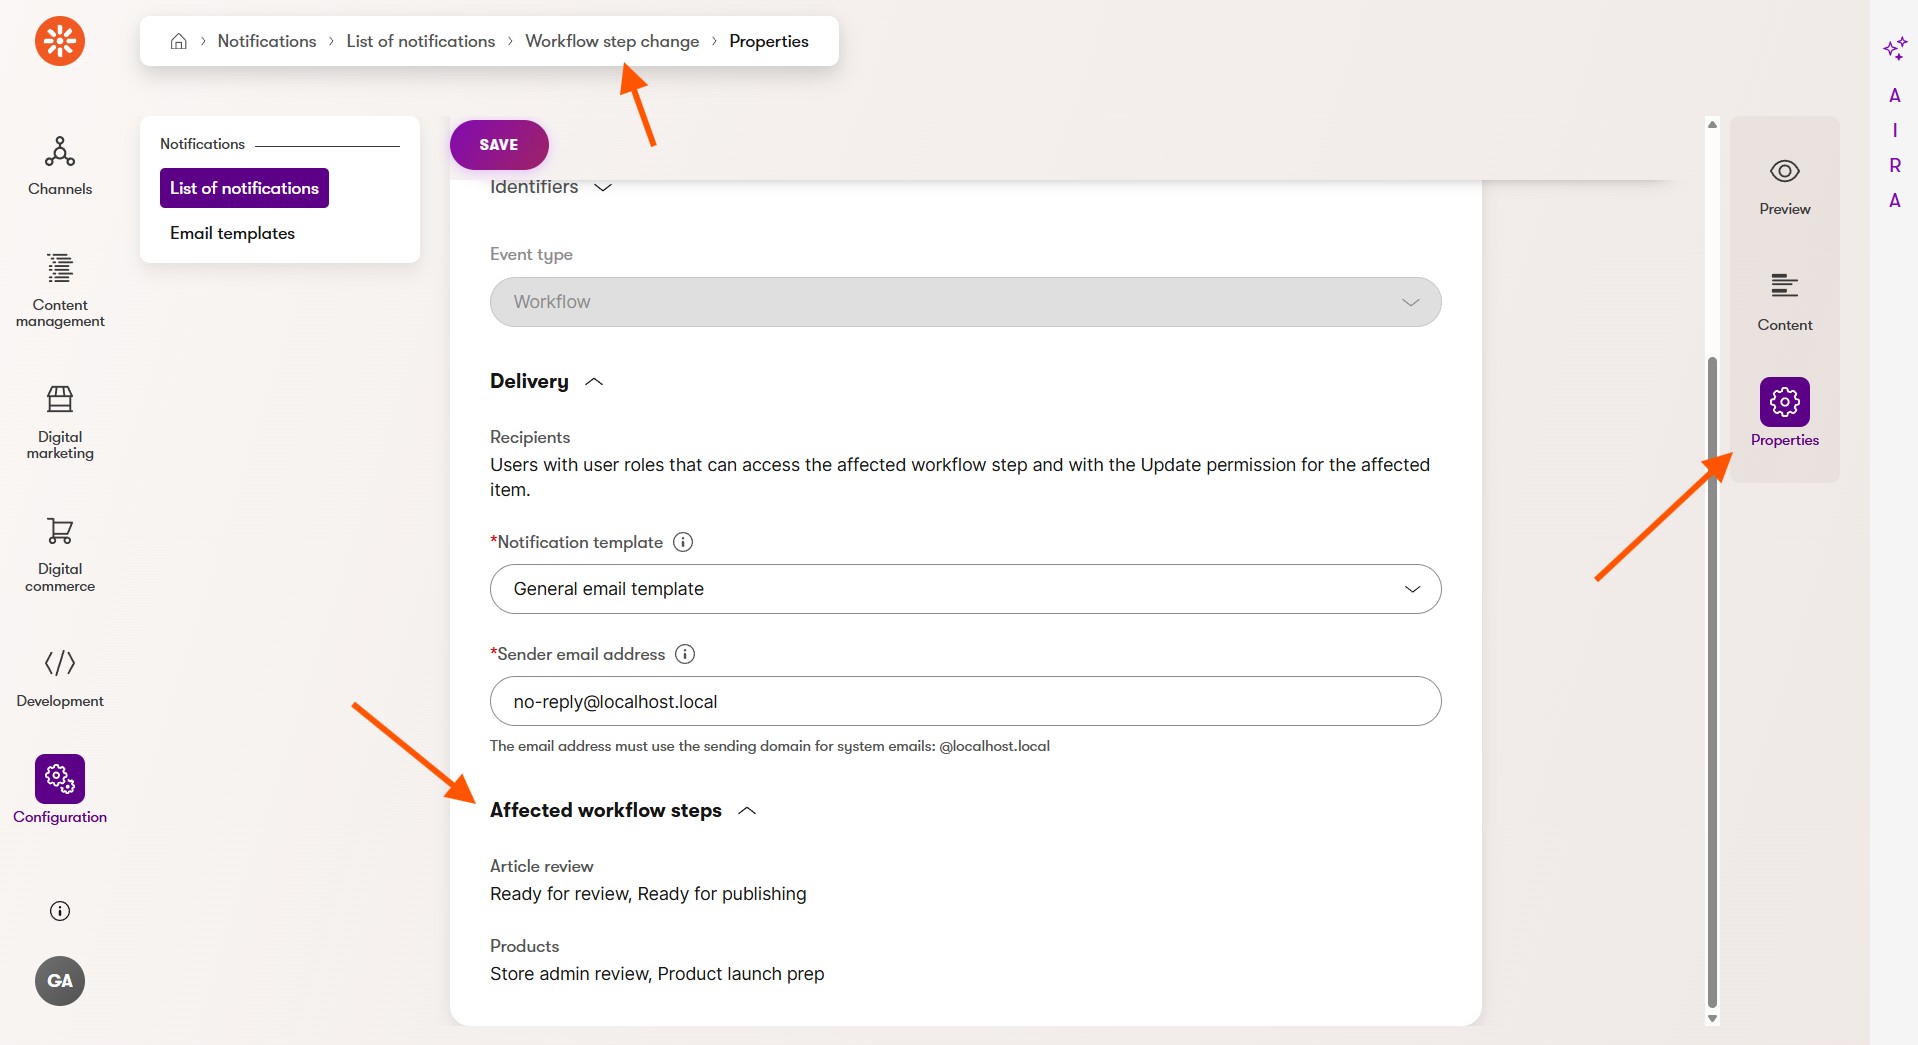 Notifications
List of notifications
Workflow step change
Properties
Channels
Content
management
Digital
marketing
Digital
commerce
Development
Configuration
GA
Notifications
List of notifications
Email templates
SAVE
Identifiers
Event type
Workflow
Delivery
Recipients
Users with user roles that can access the affected workflow step and with the Update permission for the affected
item.
*Notification template
General email template
*Sender email address
no-reply@localhost.local
The email address must use the sending domain for system emails: @localhost.local
Affected workflow steps
Article review
Ready for review, Ready for publishing
Products
Store admin review, Product launch prep
Preview
Content
Properties
A
I
R
A